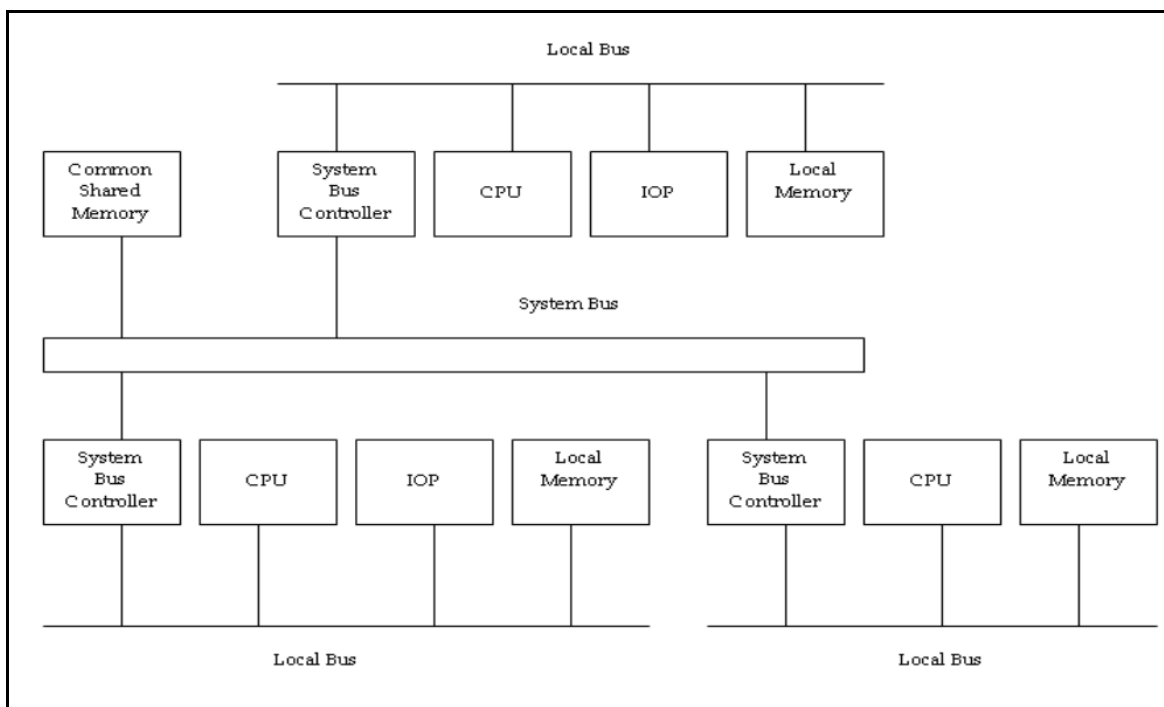 Local Bus
Common
Shared
Memory
System
Bus
Controller
CPU
IOP
Local
Memory
System Bus
System
Bus
Controller
CPU
IOP
Local
Memory
System
Bus
Controller
CPU
Local
Memory
Local Bus
Local Bus